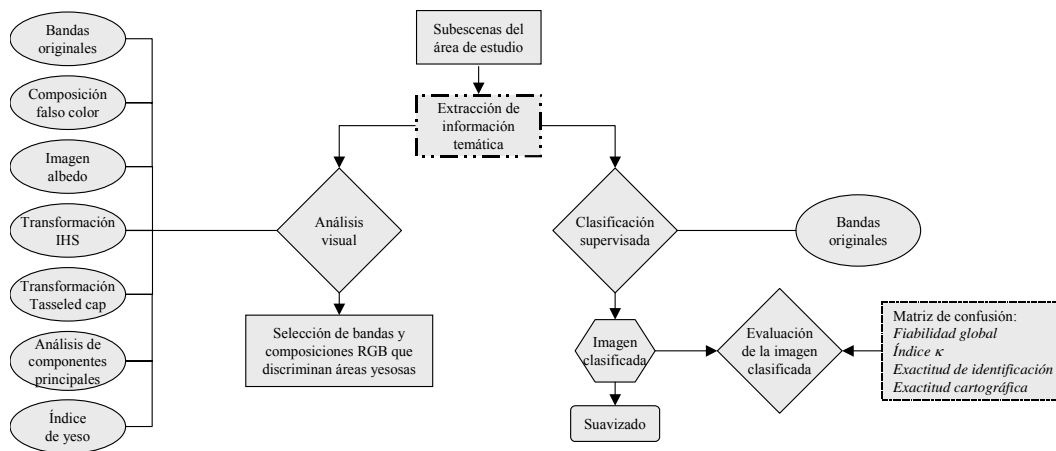 Bandas
originales
Composición
falso color
Imagen
albedo
Transformación
IHS
Transformación
Tasseled cap
Análisis de
componentes
principales
Índice
de yeso
Subescenas del
área de estudio
Extracción de
información
temática
Análisis
visual
Selección de bandas y
composiciones RGB que
discriminan áreas yesosas
Clasificación
supervisada
Bandas
originales
Imagen
clasificada
Suavizado
Evaluación
de la imagen
clasificada
Matriz de confusión:
Fiabilidad global
Índice κ
Exactitud de identificación
Exactitud cartográfica